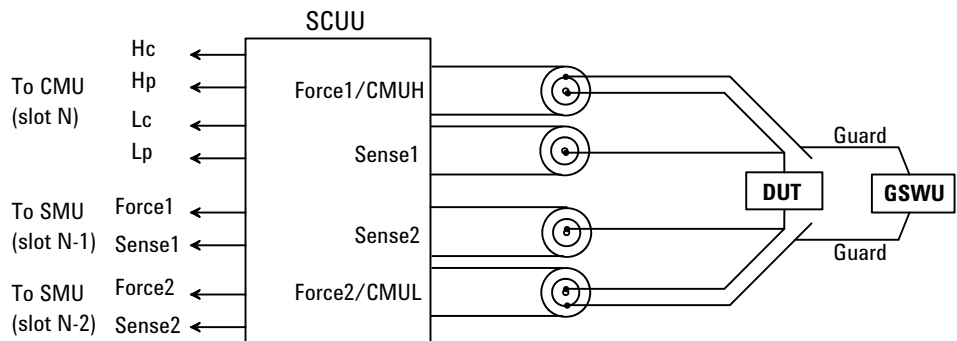 SCUU
Hc
Hp
To CMU
(slot N)
Lc
Lp
Force1/CMUH
Sense1
Guard
DUT
GSWU
To SMU
(slot N-1)
Force1
Sense1
Sense2
Guard
To SMU
(slot N-2)
Force2
Sense2
Force2/CMUL